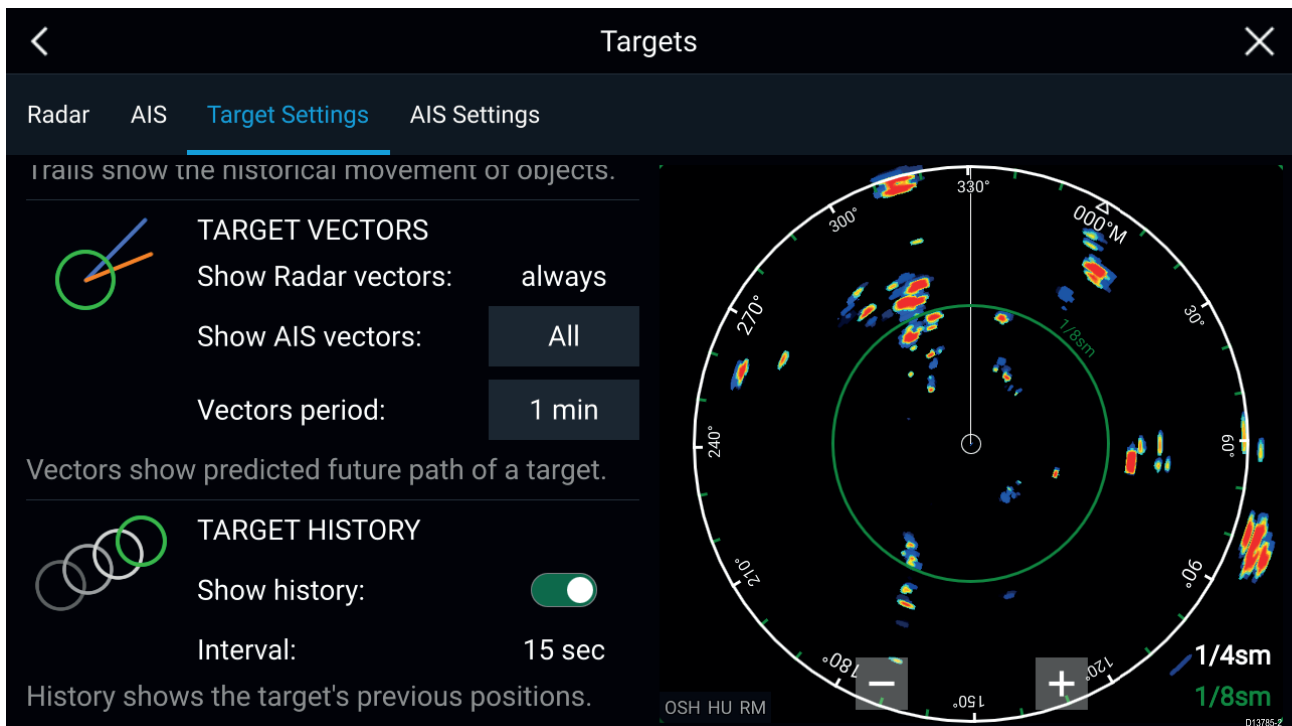 Targets
Radar AIS Target Settings AIS Settings
Trails show the historical movement of objects.
TARGET VECTORS
Show Radar vectors: always
Show AIS vectors: All
Vectors period: 1 min
Vectors show predicted future path of a target.
TARGET HISTORY
Show history:
Interval: 15 sec
History shows the target's previous positions.
330°
000°M
30°
60°
90°
120°
150°
180°
210°
240°
270°
300°
1/8sm
OSH HU RM
1/4sm
1/8sm
D13785-2